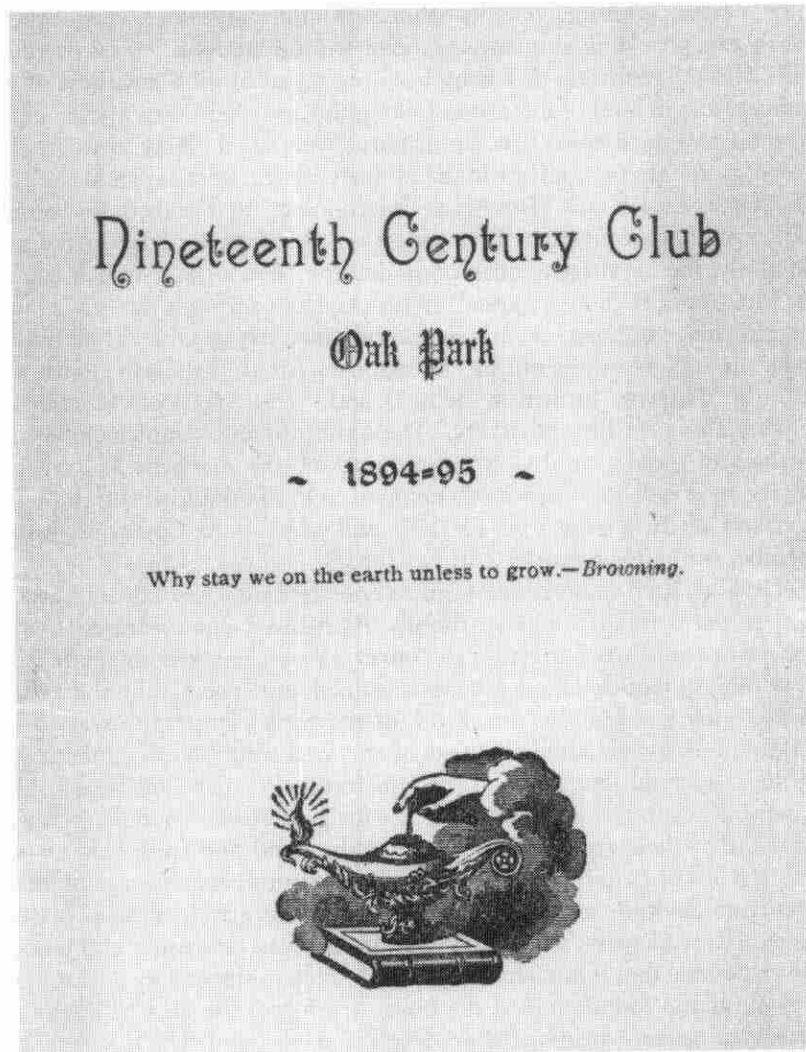 Nineteenth Century Club
Oak Park
~ 1894=95 ~
Why stay we on the earth unless to grow.—Browning.